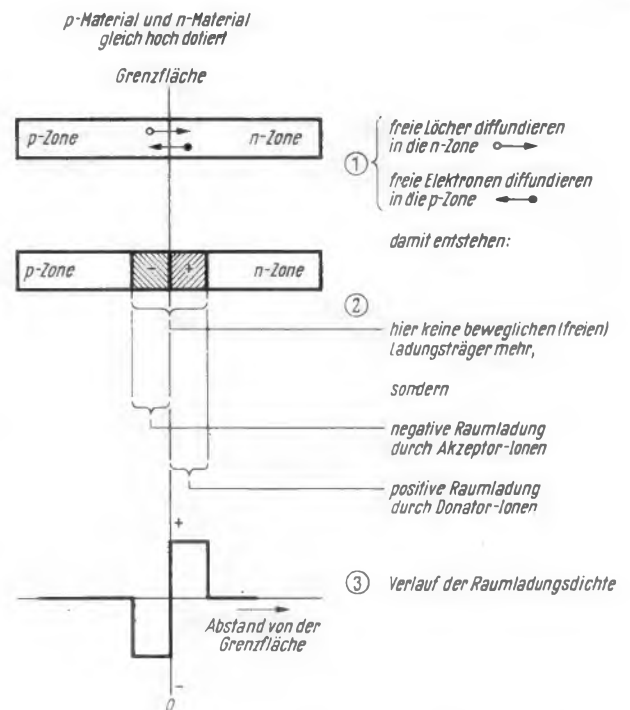 p-Material und n-Material
gleich hoch dotiert
Grenzfläche
p-Zone
n-Zone
①
freie Löcher diffundieren
in die n-Zone
freie Elektronen diffundieren
in die p-Zone
damit entstehen:
p-Zone
-
+
n-Zone
②
hier keine beweglichen (freien)
Ladungsträger mehr,
sondern
negative Raumladung
durch Akzeptor-Ionen
positive Raumladung
durch Donator-Ionen
+
③ Verlauf der Raumladungsdichte
Abstand von der
Grenzfläche
-
0